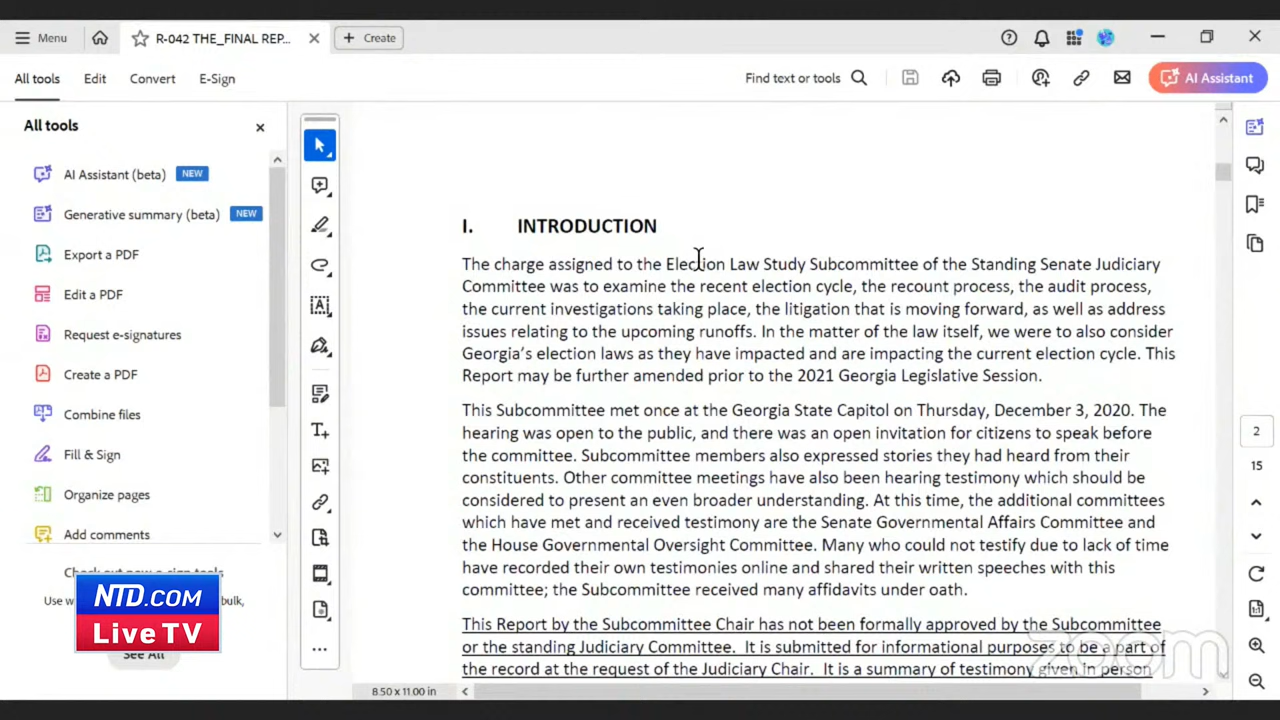 Menu
R-042 THE_FINAL REP...
Create
All tools
Edit
Convert
E-Sign
Find text or tools
AI Assistant
All tools
AI Assistant (beta) NEW
Generative summary (beta) NEW
Export a PDF
Edit a PDF
Request e-signatures
Create a PDF
Combine files
Fill & Sign
Organize pages
Add comments
NTD.COM
Live TV
See All
I. INTRODUCTION
The charge assigned to the Election Law Study Subcommittee of the Standing Senate Judiciary
Committee was to examine the recent election cycle, the recount process, the audit process,
the current investigations taking place, the litigation that is moving forward, as well as address
issues relating to the upcoming runoffs. In the matter of the law itself, we were to also consider
Georgia's election laws as they have impacted and are impacting the current election cycle. This
Report may be further amended prior to the 2021 Georgia Legislative Session.
This Subcommittee met once at the Georgia State Capitol on Thursday, December 3, 2020. The
hearing was open to the public, and there was an open invitation for citizens to speak before
the committee. Subcommittee members also expressed stories they had heard from their
constituents. Other committee meetings have also been hearing testimony which should be
considered to present an even broader understanding. At this time, the additional committees
which have met and received testimony are the Senate Governmental Affairs Committee and
the House Governmental Oversight Committee. Many who could not testify due to lack of time
have recorded their own testimonies online and shared their written speeches with this
committee; the Subcommittee received many affidavits under oath.
This Report by the Subcommittee Chair has not been formally approved by the Subcommittee
or the standing Judiciary Committee. It is submitted for informational purposes to be a part of
the record at the request of the Judiciary Chair. It is a summary of testimony given in person
zoom
8.50 x 11.00 in
2
15